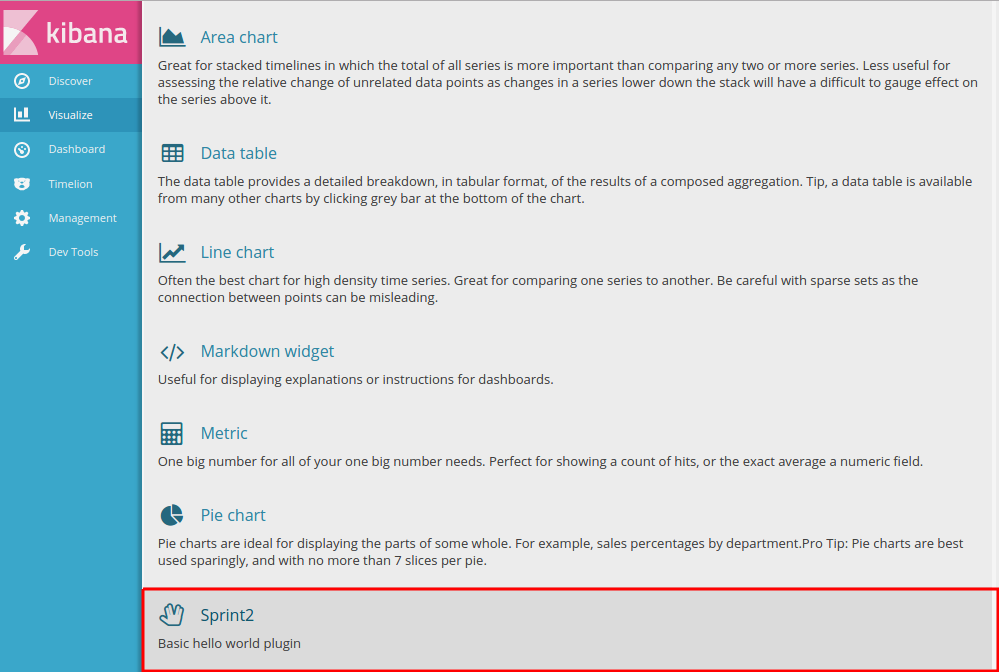 kibana
Discover
Visualize
Dashboard
Timelion
Management
Dev Tools
Area chart
Great for stacked timelines in which the total of all series is more important than comparing any two or more series. Less useful for
assessing the relative change of unrelated data points as changes in a series lower down the stack will have a difficult to gauge effect on
the series above it.
Data table
The data table provides a detailed breakdown, in tabular format, of the results of a composed aggregation. Tip, a data table is available
from many other charts by clicking grey bar at the bottom of the chart.
Line chart
Often the best chart for high density time series. Great for comparing one series to another. Be careful with sparse sets as the
connection between points can be misleading.
Markdown widget
Useful for displaying explanations or instructions for dashboards.
Metric
One big number for all of your one big number needs. Perfect for showing a count of hits, or the exact average a numeric field.
Pie chart
Pie charts are ideal for displaying the parts of some whole. For example, sales percentages by department.Pro Tip: Pie charts are best
used sparingly, and with no more than 7 slices per pie.
Sprint2
Basic hello world plugin